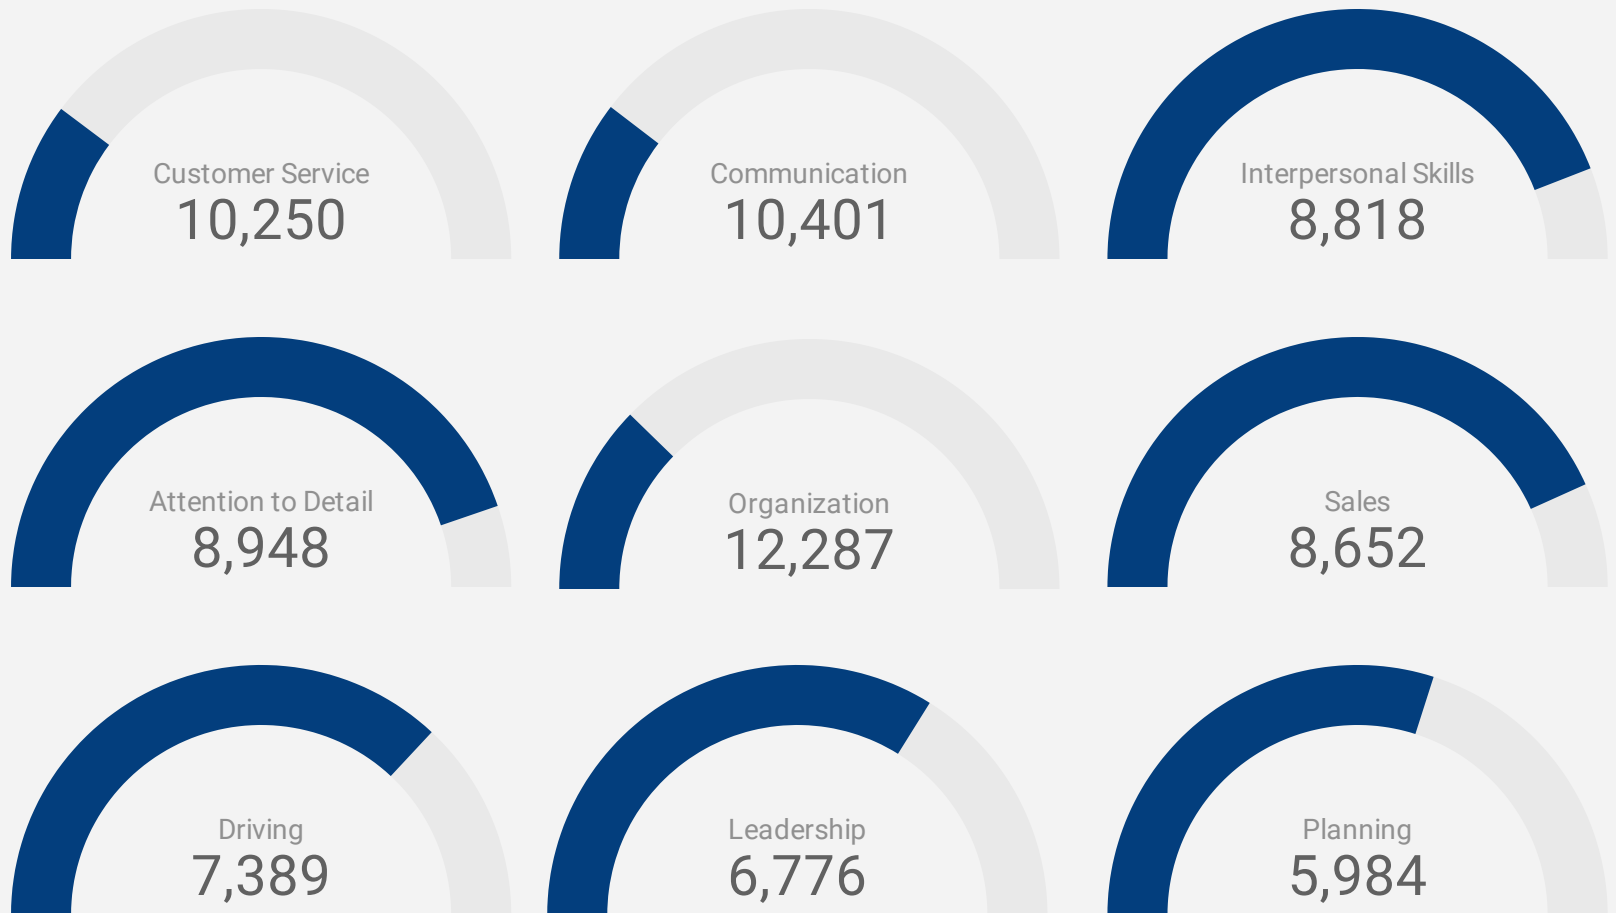 Customer Service
10,250
Communication
10,401
Interpersonal Skills
8,818
Attention to Detail
8,948
Organization
12,287
Sales
8,652
Driving
7,389
Leadership
6,776
Planning
5,984